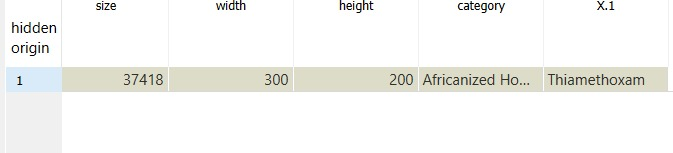 size width height category X.1
hidden
origin
1 37418 300 200 Africanized Ho... Thiamethoxam